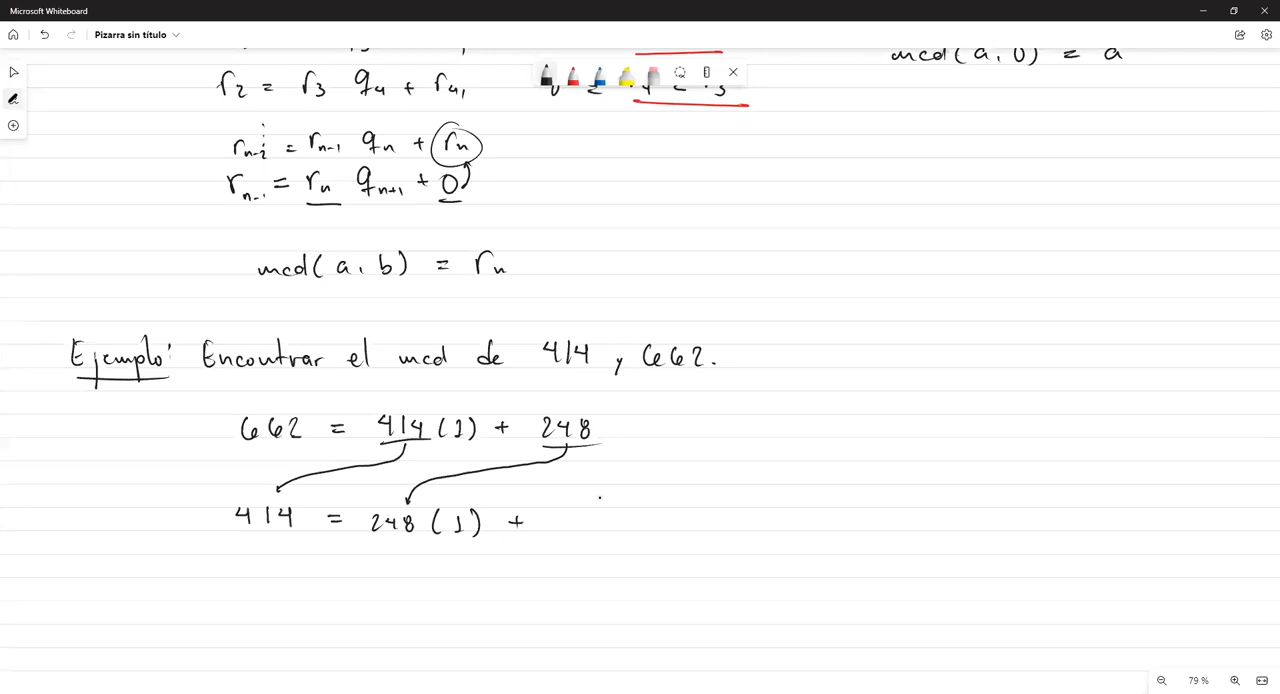 Microsoft Whiteboard
Pizarra sin título
mcd(a, 0) = a
r₂ = r₃ q₄ + r₄,
rₙ₋₂ = rₙ₋₁ qₙ + rₙ
rₙ₋₁ = rₙ qₙ₊₁ + 0
mcd(a, b) = rₙ
Ejemplo: Encontrar el mcd de 414 y 662.
662 = 414(1) + 248
414 = 248(1) +
79 %